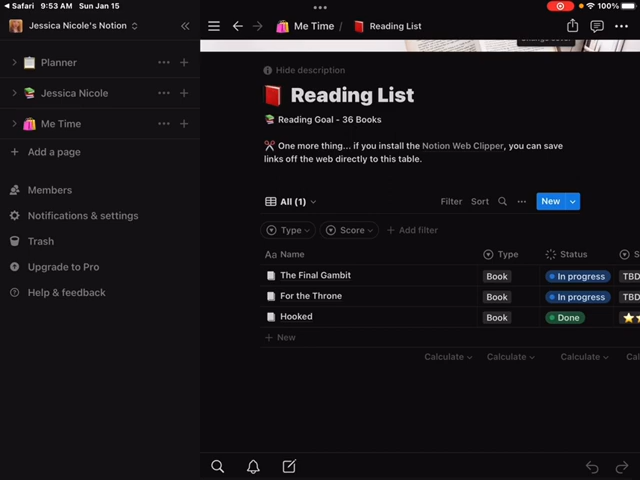 Safari 9:53 AM Sun Jan 15
100%
Jessica Nicole's Notion
Me Time / Reading List
Planner
Jessica Nicole
Me Time
Add a page
Members
Notifications & settings
Trash
Upgrade to Pro
Help & feedback
Change cover
Hide description
Reading List
Reading Goal - 36 Books
One more thing... if you install the Notion Web Clipper, you can save
links off the web directly to this table.
All (1) Filter Sort New
Type Score Add filter
Aa Name Type Status S
The Final Gambit Book In progress TBD
For the Throne Book In progress TBD
Hooked Book Done
New
Calculate Calculate Calculate Cal